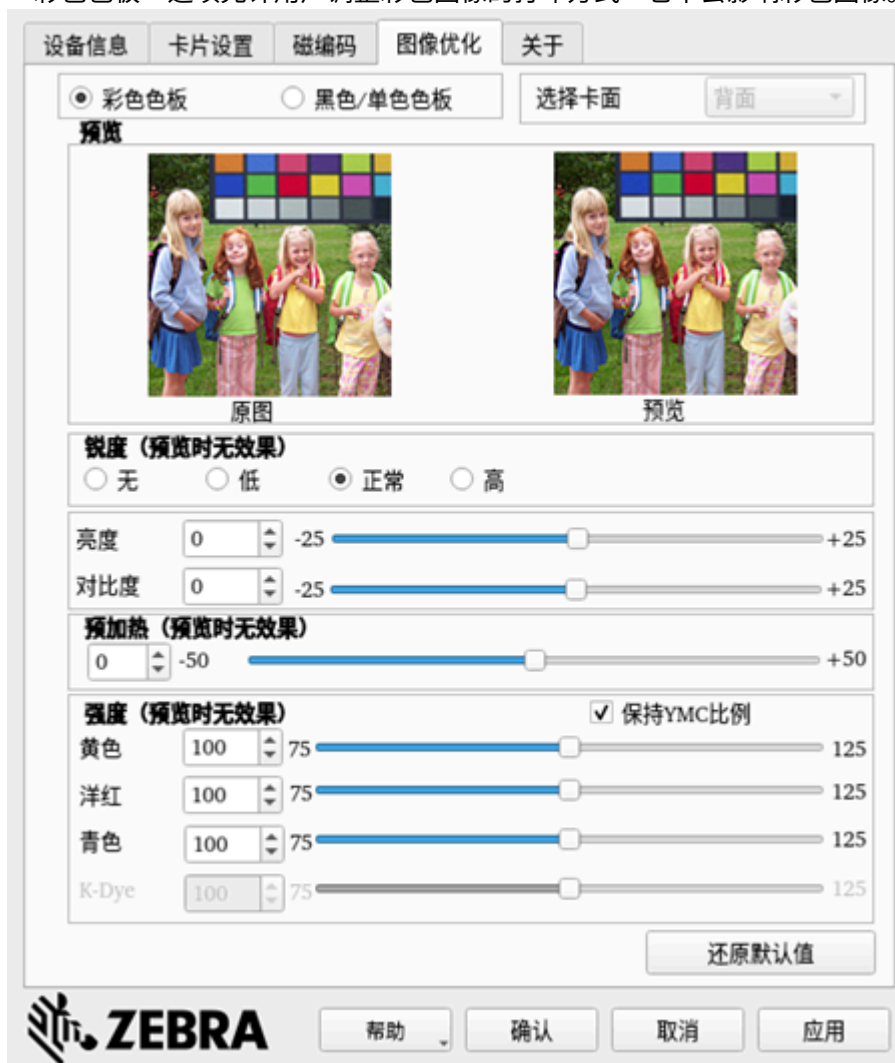 设备信息 卡片设置 磁编码 图像优化 关于
彩色色板 黑色/单色色板 选择卡面 背面
预览
原图 预览
锐度（预览时无效果）
无 低 正常 高
亮度 0 -25 +25
对比度 0 -25 +25
预加热（预览时无效果）
0 -50 +50
强度（预览时无效果） 保持YMC比例
黄色 100 75 125
洋红 100 75 125
青色 100 75 125
K-Dye 100 75 125
还原默认值
ZEBRA 帮助 确认 取消 应用